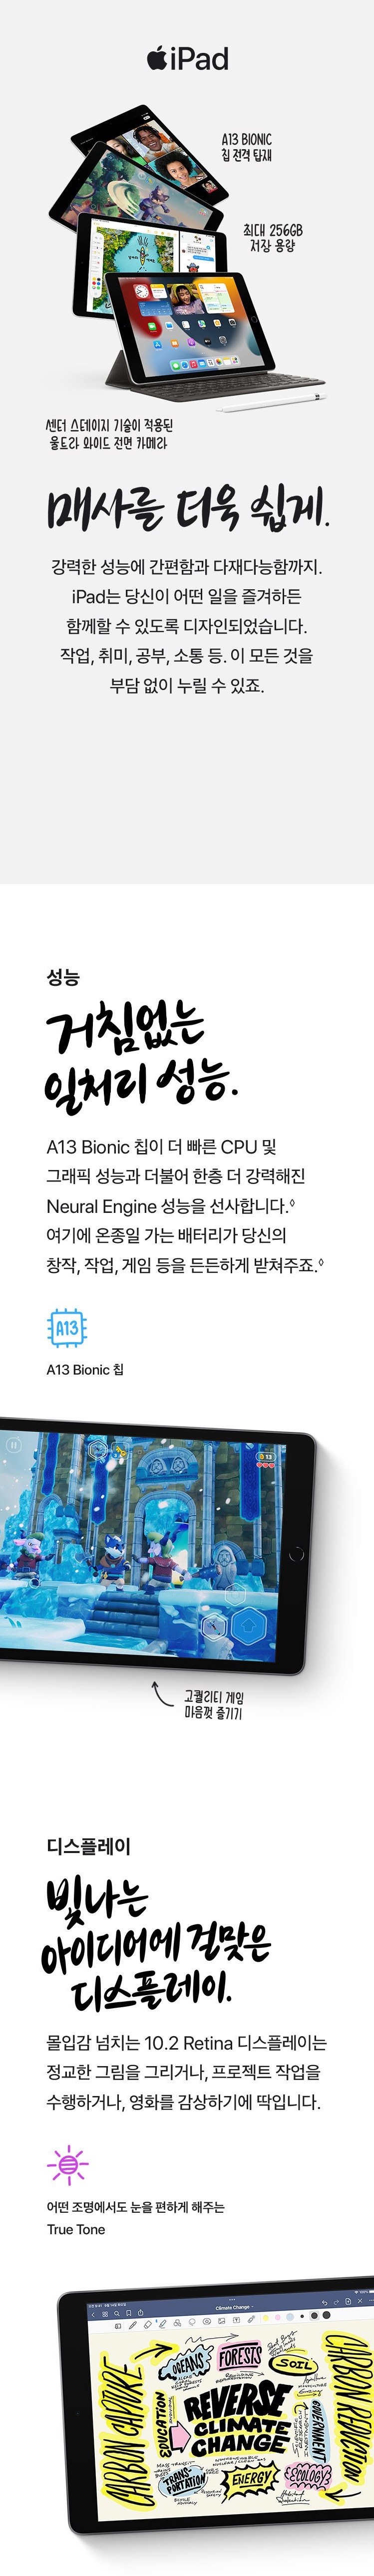 iPad
A13 BIONIC
칩 전격 탑재
최대 256GB
저장 용량
센터 스테이지 기술이 적용된
울트라 와이드 전면 카메라
매사를 더욱 쉽게.
강력한 성능에 간편함과 다재다능함까지.
iPad는 당신이 어떤 일을 즐겨하든
함께할 수 있도록 디자인되었습니다.
작업, 취미, 공부, 소통 등. 이 모든 것을
부담 없이 누릴 수 있죠.
성능
거침없는
일처리 성능.
A13 Bionic 칩이 더 빠른 CPU 및
그래픽 성능과 더불어 한층 더 강력해진
Neural Engine 성능을 선사합니다.◊
여기에 온종일 가는 배터리가 당신의
창작, 작업, 게임 등을 든든하게 받쳐주죠.◊
A13
A13 Bionic 칩
13
고퀄리티 게임
마음껏 즐기기
디스플레이
빛나는
아이디어에 걸맞은
디스플레이.
몰입감 넘치는 10.2 Retina 디스플레이는
정교한 그림을 그리거나, 프로젝트 작업을
수행하거나, 영화를 감상하기에 딱입니다.
어떤 조명에서도 눈을 편하게 해주는
True Tone
Climate Change
CARBON CAPTURE
OCEANS
FORESTS
SOIL
EDUCATION
REVERSE
CLIMATE
CHANGE
GOVERNMENT
CARBON REVOLUTION
TRANS-
PORTATION
ENERGY
ECOLOGY